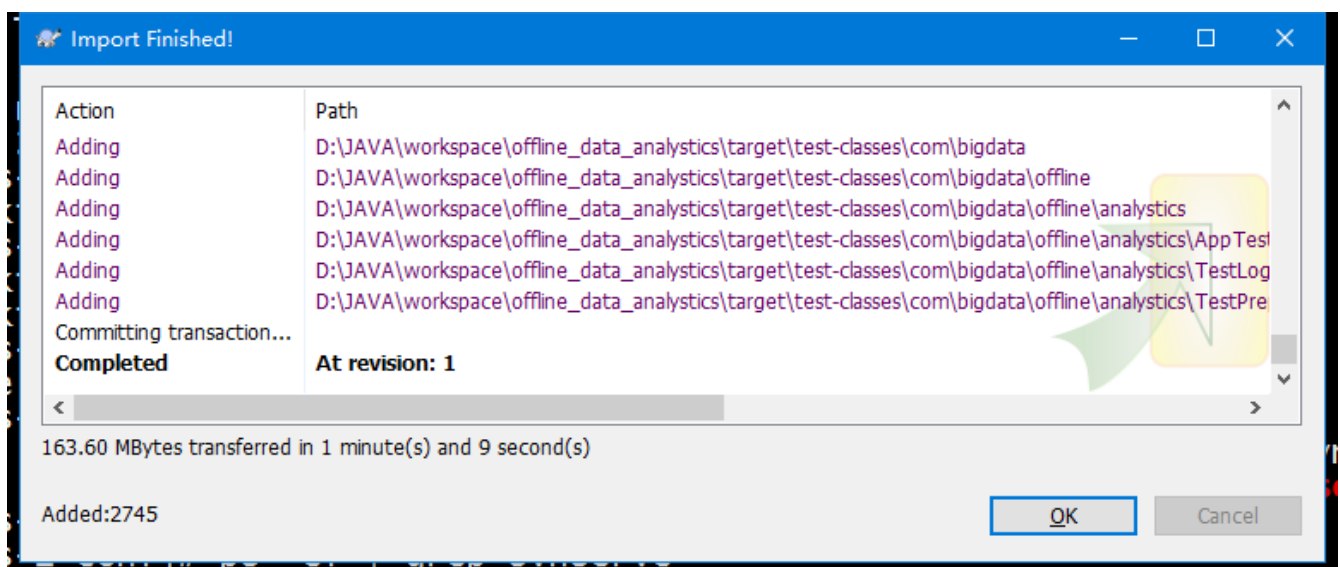 Import Finished!
Action Path
Adding D:\JAVA\workspace\offline_data_analystics\target\test-classes\com\bigdata
Adding D:\JAVA\workspace\offline_data_analystics\target\test-classes\com\bigdata\offline
Adding D:\JAVA\workspace\offline_data_analystics\target\test-classes\com\bigdata\offline\analystics
Adding D:\JAVA\workspace\offline_data_analystics\target\test-classes\com\bigdata\offline\analystics\AppTest
Adding D:\JAVA\workspace\offline_data_analystics\target\test-classes\com\bigdata\offline\analystics\TestLog
Adding D:\JAVA\workspace\offline_data_analystics\target\test-classes\com\bigdata\offline\analystics\TestPre
Committing transaction...
Completed At revision: 1
163.60 MBytes transferred in 1 minute(s) and 9 second(s)
Added:2745
OK Cancel